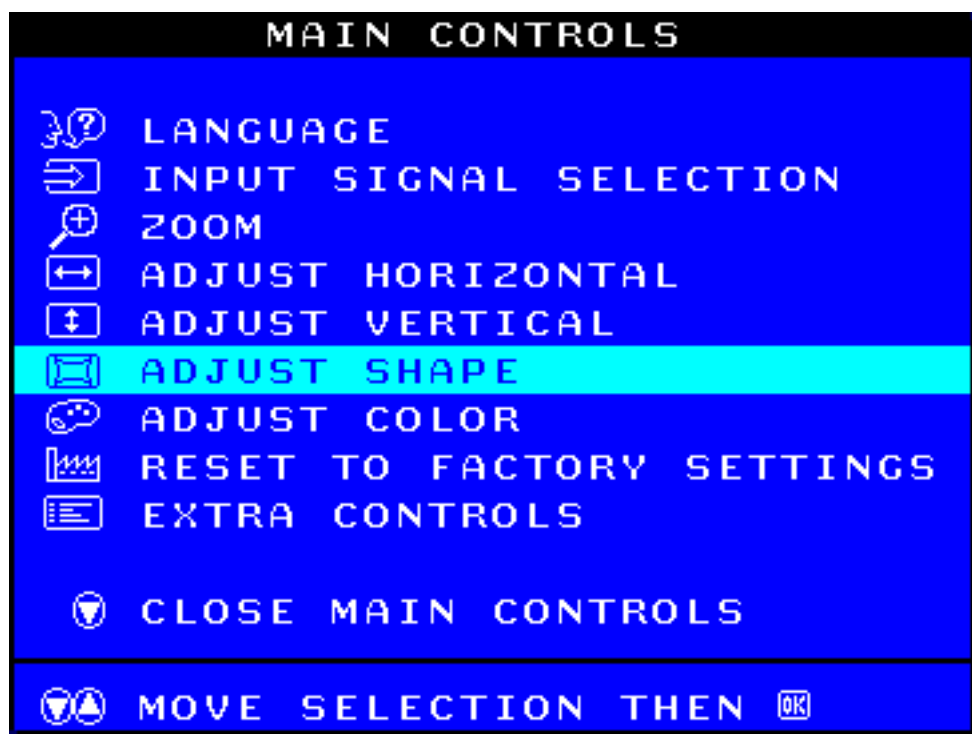 MAIN CONTROLS
LANGUAGE
INPUT SIGNAL SELECTION
ZOOM
ADJUST HORIZONTAL
ADJUST VERTICAL
ADJUST SHAPE
ADJUST COLOR
RESET TO FACTORY SETTINGS
EXTRA CONTROLS
CLOSE MAIN CONTROLS
MOVE SELECTION THEN OK